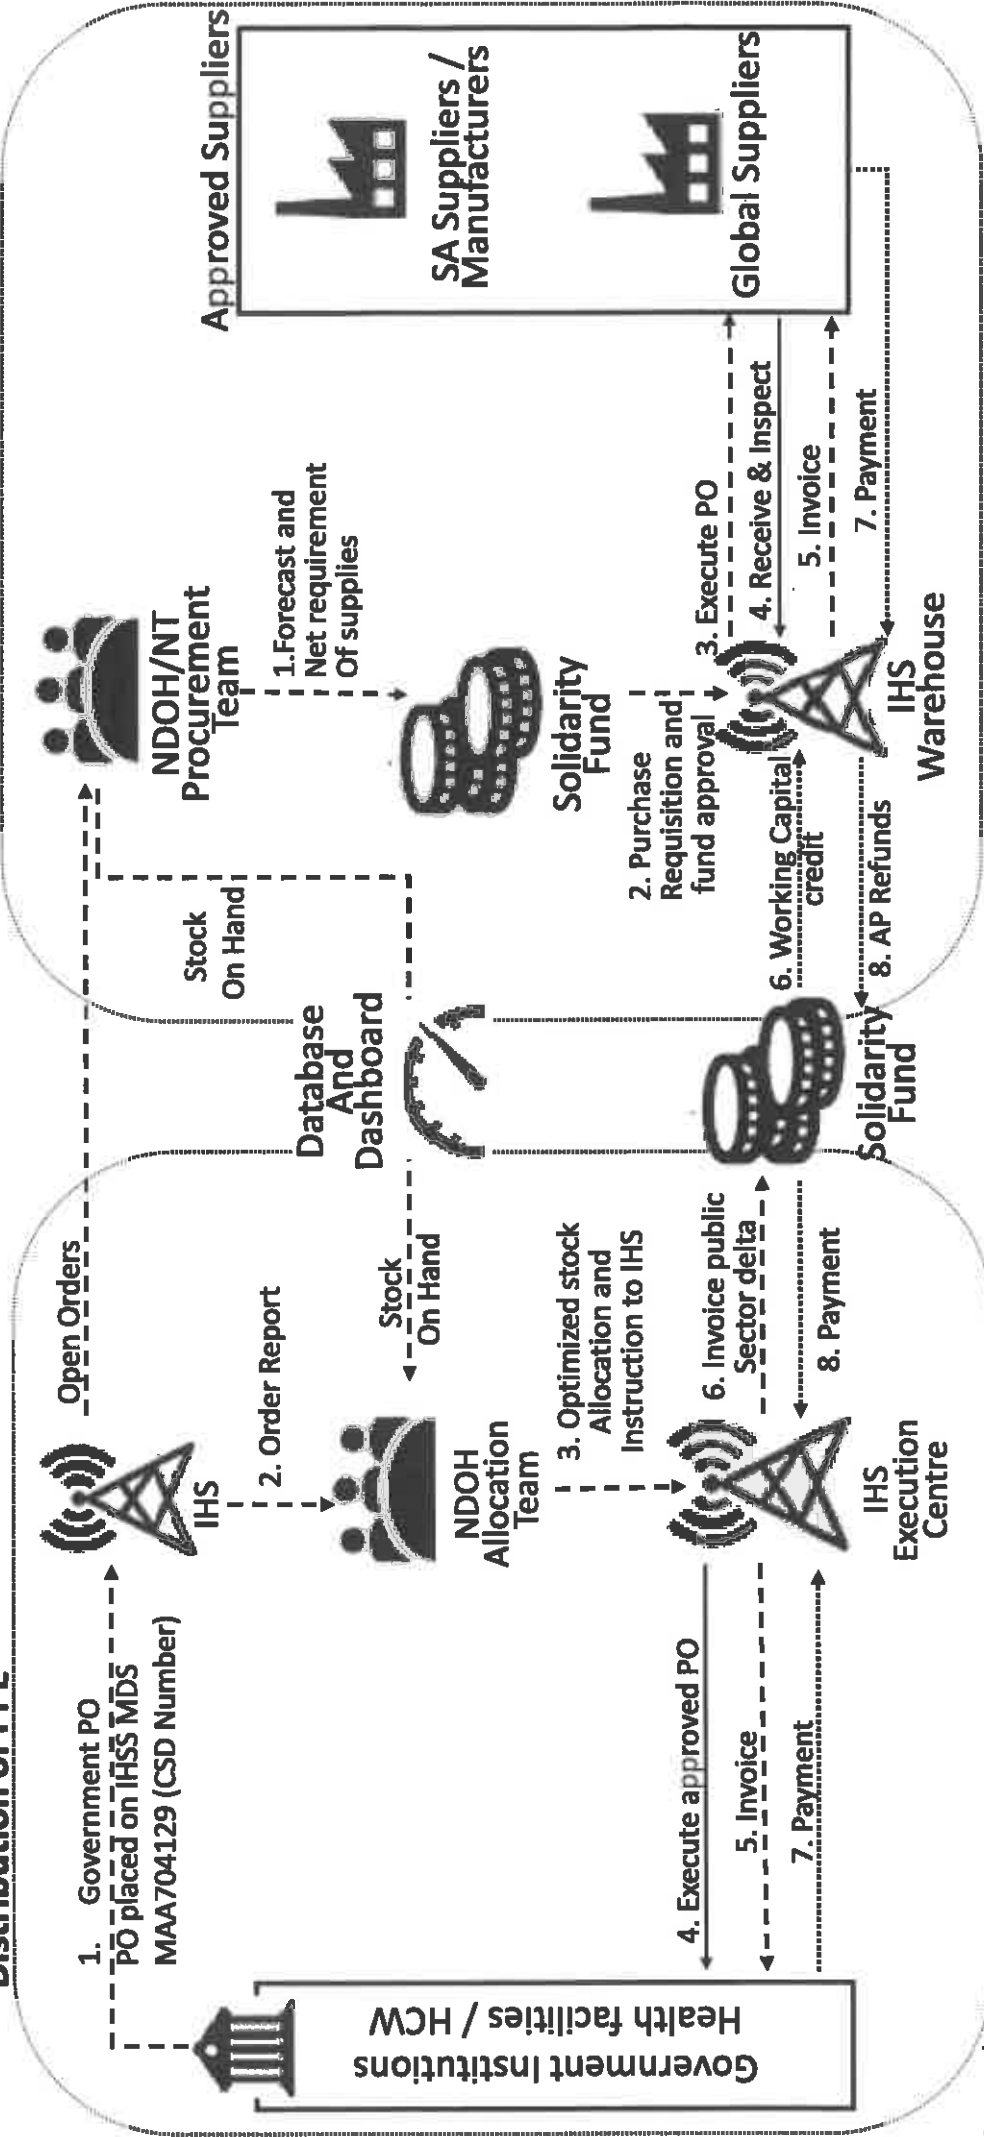 Distribution of PPE
1. Government PO
PO placed on IHSS MDS
MAA704129 (CSD Number)
Open Orders
IHS
2. Order Report
NDOH
Allocation
Team
Stock
On Hand
3. Optimized stock
Allocation and
Instruction to IHS
IHS
Execution
Centre
4. Execute approved PO
5. Invoice
7. Payment
Government Institutions
Health facilities / HCW
6. Invoice public
Sector delta
8. Payment
Database
And
Dashboard
Solidarity
Fund
Stock
On Hand
NDOH/NT
Procurement
Team
1.Forecast and
Net requirement
Of supplies
Solidarity
Fund
2. Purchase
Requisition and
fund approval
6. Working Capital
credit
8. AP Refunds
IHS
Warehouse
3. Execute PO
4. Receive & Inspect
5. Invoice
7. Payment
Approved Suppliers
SA Suppliers /
Manufacturers
Global Suppliers